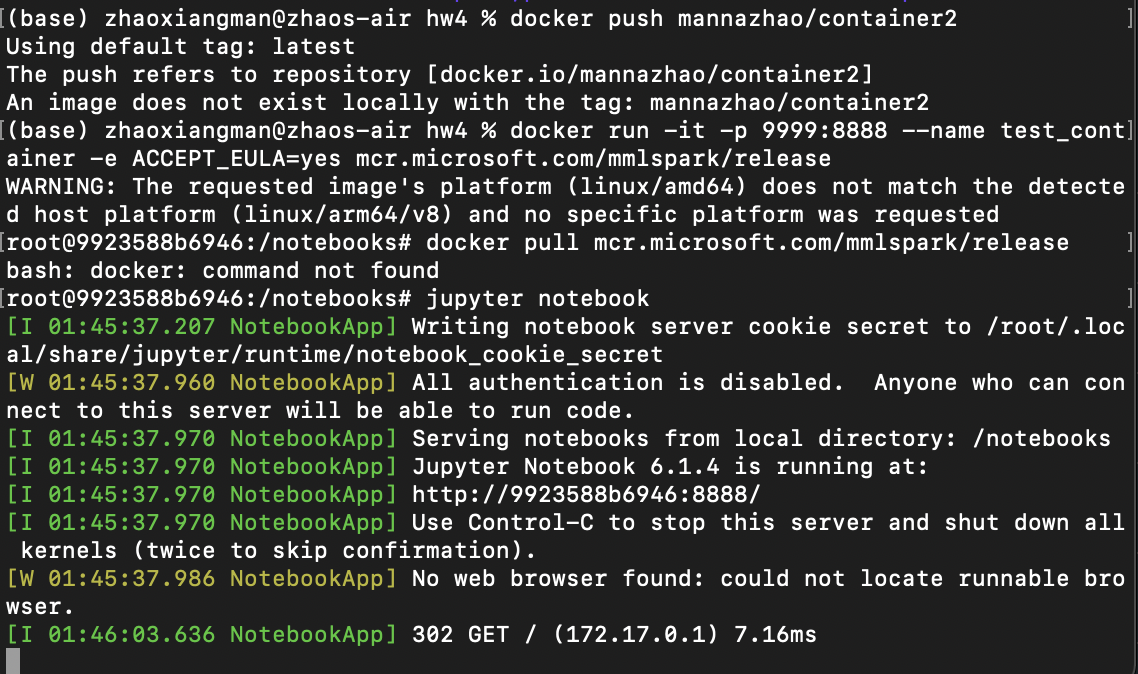 [(base) zhaoxiangman@zhaos-air hw4 % docker push mannazhao/container2 ]
Using default tag: latest
The push refers to repository [docker.io/mannazhao/container2]
An image does not exist locally with the tag: mannazhao/container2
[(base) zhaoxiangman@zhaos-air hw4 % docker run -it -p 9999:8888 --name test_cont]
ainer -e ACCEPT_EULA=yes mcr.microsoft.com/mmlspark/release
WARNING: The requested image's platform (linux/amd64) does not match the detecte
d host platform (linux/arm64/v8) and no specific platform was requested
[root@9923588b6946:/notebooks# docker pull mcr.microsoft.com/mmlspark/release ]
bash: docker: command not found
[root@9923588b6946:/notebooks# jupyter notebook ]
[I 01:45:37.207 NotebookApp] Writing notebook server cookie secret to /root/.loc
al/share/jupyter/runtime/notebook_cookie_secret
[W 01:45:37.960 NotebookApp] All authentication is disabled.  Anyone who can con
nect to this server will be able to run code.
[I 01:45:37.970 NotebookApp] Serving notebooks from local directory: /notebooks
[I 01:45:37.970 NotebookApp] Jupyter Notebook 6.1.4 is running at:
[I 01:45:37.970 NotebookApp] http://9923588b6946:8888/
[I 01:45:37.970 NotebookApp] Use Control-C to stop this server and shut down all
 kernels (twice to skip confirmation).
[W 01:45:37.986 NotebookApp] No web browser found: could not locate runnable bro
wser.
[I 01:46:03.636 NotebookApp] 302 GET / (172.17.0.1) 7.16ms